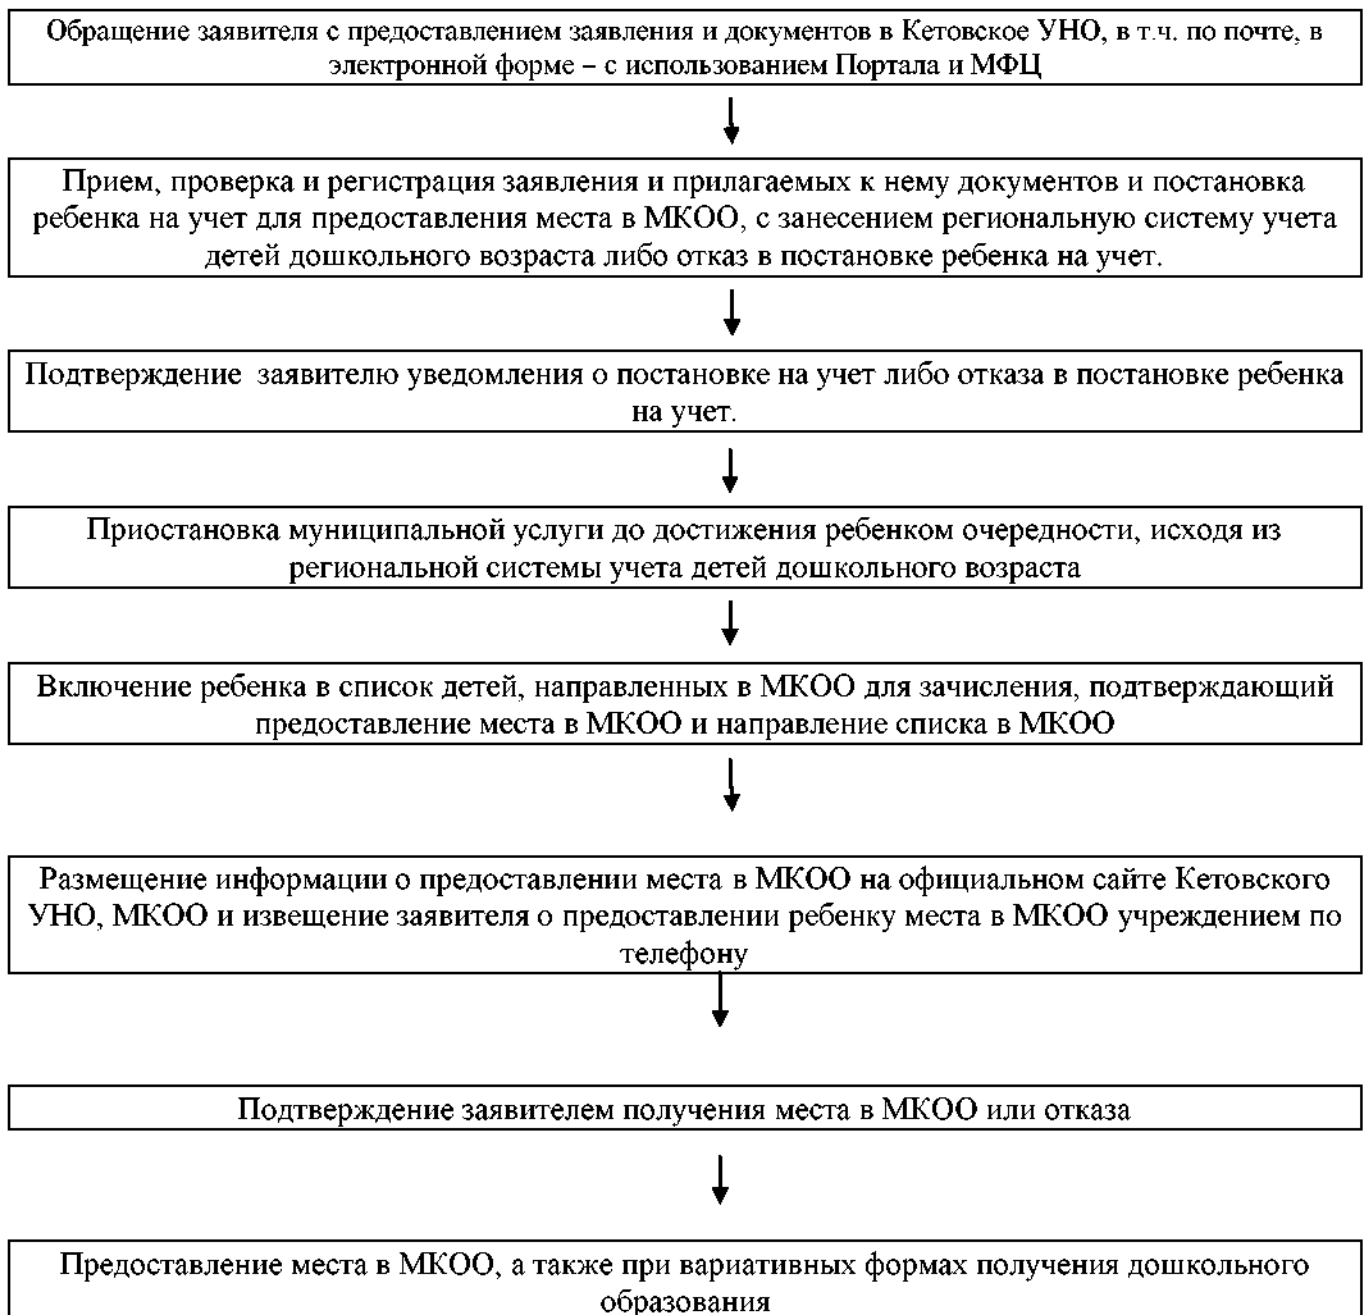 Обращение заявителя с предоставлением заявления и документов в Кетовское УНО, в т.ч. по почте, в
электронной форме – с использованием Портала и МФЦ
Прием, проверка и регистрация заявления и прилагаемых к нему документов и постановка
ребенка на учет для предоставления места в МКОО, с занесением региональную систему учета
детей дошкольного возраста либо отказ в постановке ребенка на учет.
Подтверждение заявителю уведомления о постановке на учет либо отказа в постановке ребенка
на учет.
Приостановка муниципальной услуги до достижения ребенком очередности, исходя из
региональной системы учета детей дошкольного возраста
Включение ребенка в список детей, направленных в МКОО для зачисления, подтверждающий
предоставление места в МКОО и направление списка в МКОО
Размещение информации о предоставлении места в МКОО на официальном сайте Кетовского
УНО, МКОО и извещение заявителя о предоставлении ребенку места в МКОО учреждением по
телефону
Подтверждение заявителем получения места в МКОО или отказа
Предоставление места в МКОО, а также при вариативных формах получения дошкольного
образования